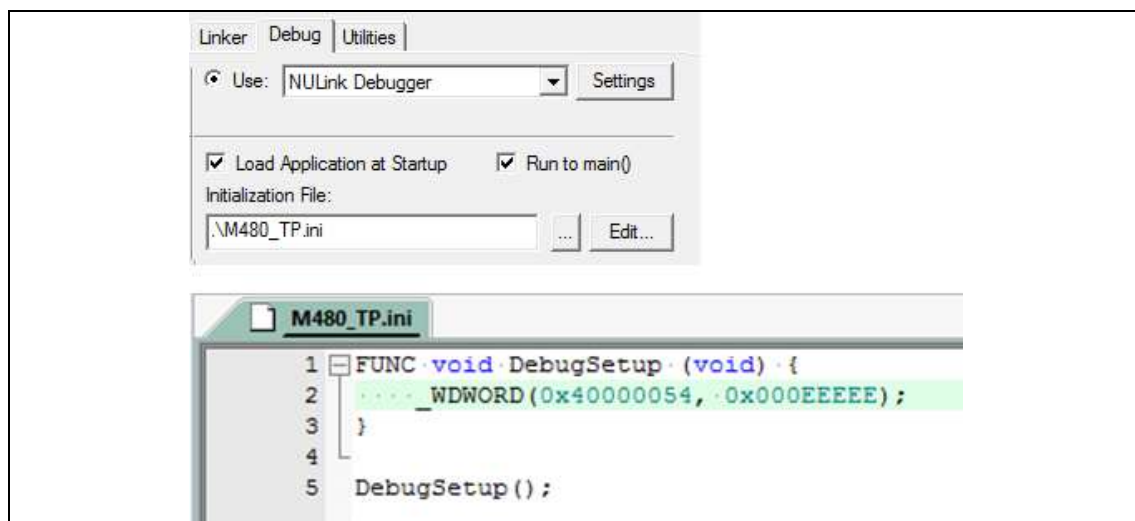 Linker Debug Utilities
Use: NULink Debugger Settings
Load Application at Startup Run to main()
Initialization File:
.\M480_TP.ini ... Edit...
M480_TP.ini
1 FUNC void DebugSetup (void) {
2 _WDWORD(0x40000054, 0x000EEEEE);
3 }
4
5 DebugSetup();